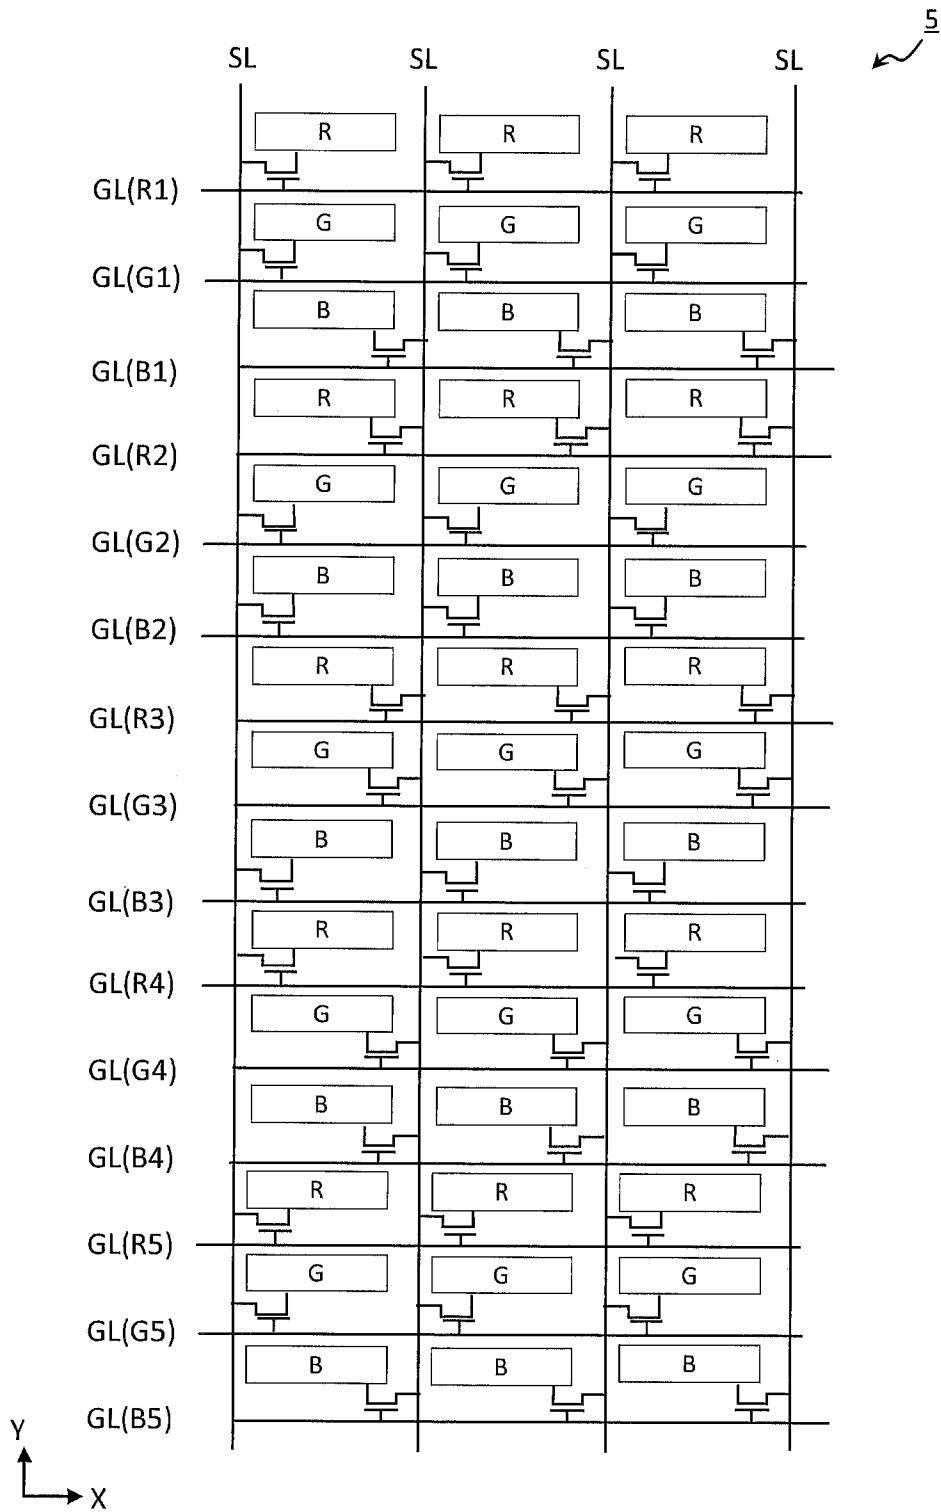 5
SL SL SL SL
R R R
GL(R1)
G G G
GL(G1)
B B B
GL(B1)
R R R
GL(R2)
G G G
GL(G2)
B B B
GL(B2)
R R R
GL(R3)
G G G
GL(G3)
B B B
GL(B3)
R R R
GL(R4)
G G G
GL(G4)
B B B
GL(B4)
R R R
GL(R5)
G G G
GL(G5)
B B B
GL(B5)
Y
X